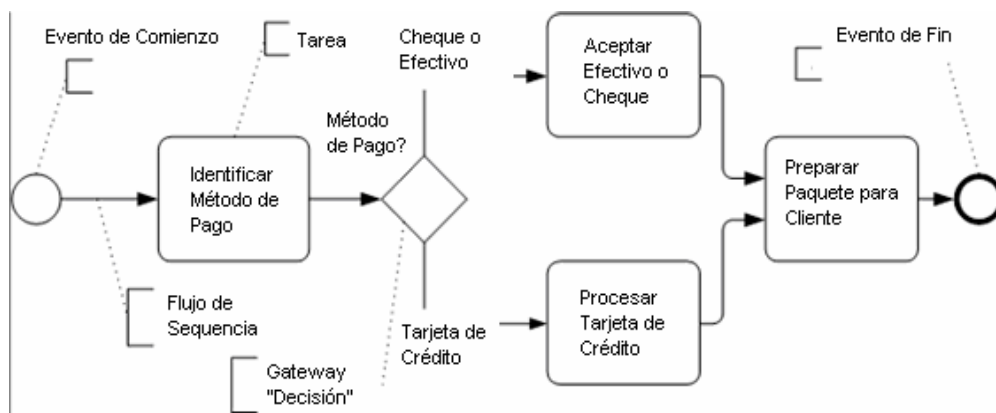 Evento de Comienzo
Tarea
Cheque o
Efectivo
Aceptar
Efectivo o
Cheque
Evento de Fin
Método
de Pago?
Identificar
Método de
Pago
Preparar
Paquete para
Cliente
Flujo de
Sequencia
Tarjeta de
Crédito
Procesar
Tarjeta de
Crédito
Gateway
"Decisión"